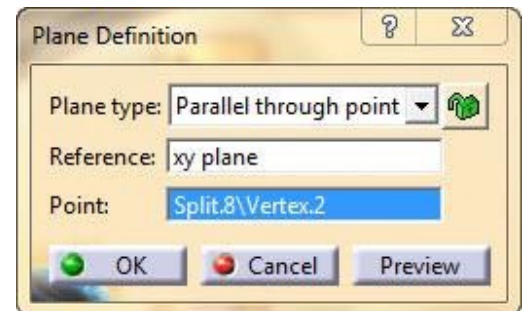 Plane Definition
Plane type: Parallel through point
Reference: xy plane
Point: Split.8\Vertex.2
OK Cancel Preview